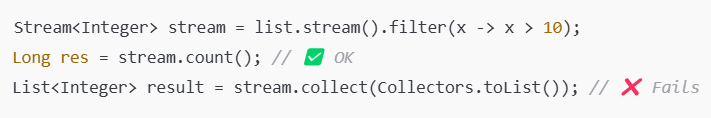 Stream<Integer> stream = list.stream().filter(x -> x > 10);
Long res = stream.count(); // ✅ OK
List<Integer> result = stream.collect(Collectors.toList()); // ❌ Fails